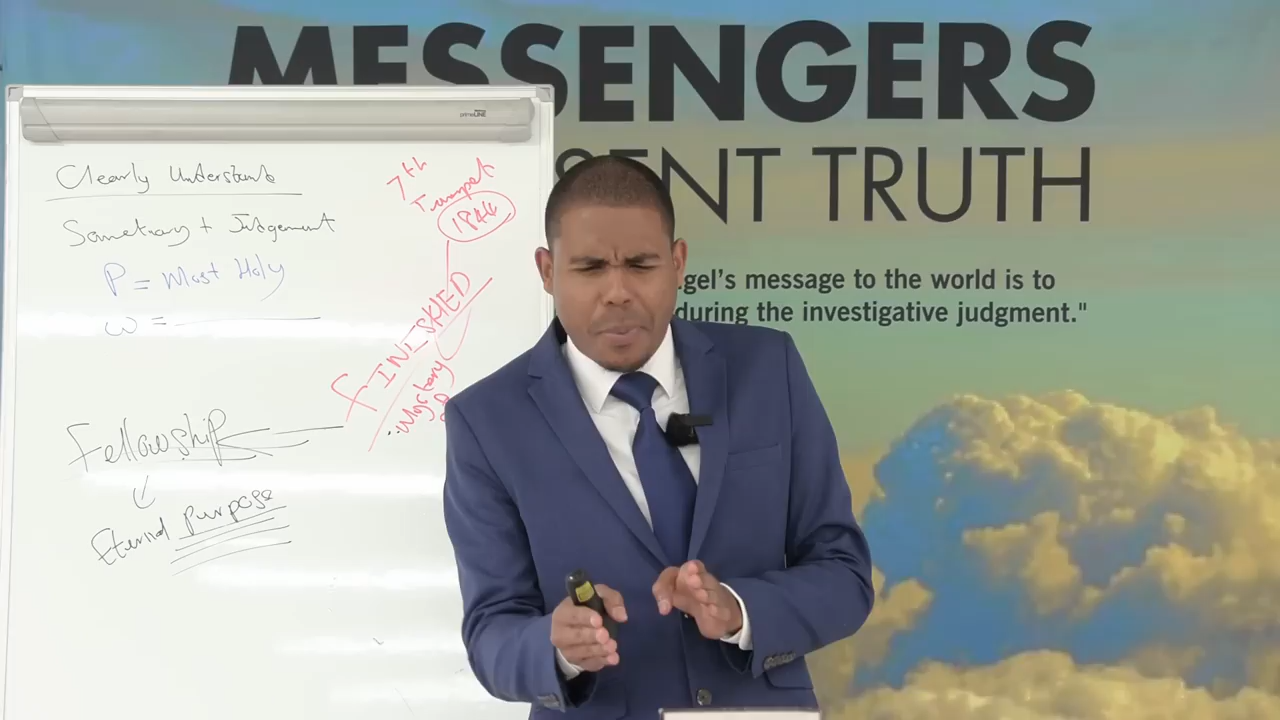 MESSENGERS
SENT TRUTH
gel's message to the world is to
during the investigative judgment."
Clearly Understand
Sanctuary + Judgement
P = Most Holy
W =
7th
Trumpet
1844
FINISHED
Mystery
Fellowship
Eternal Purpose